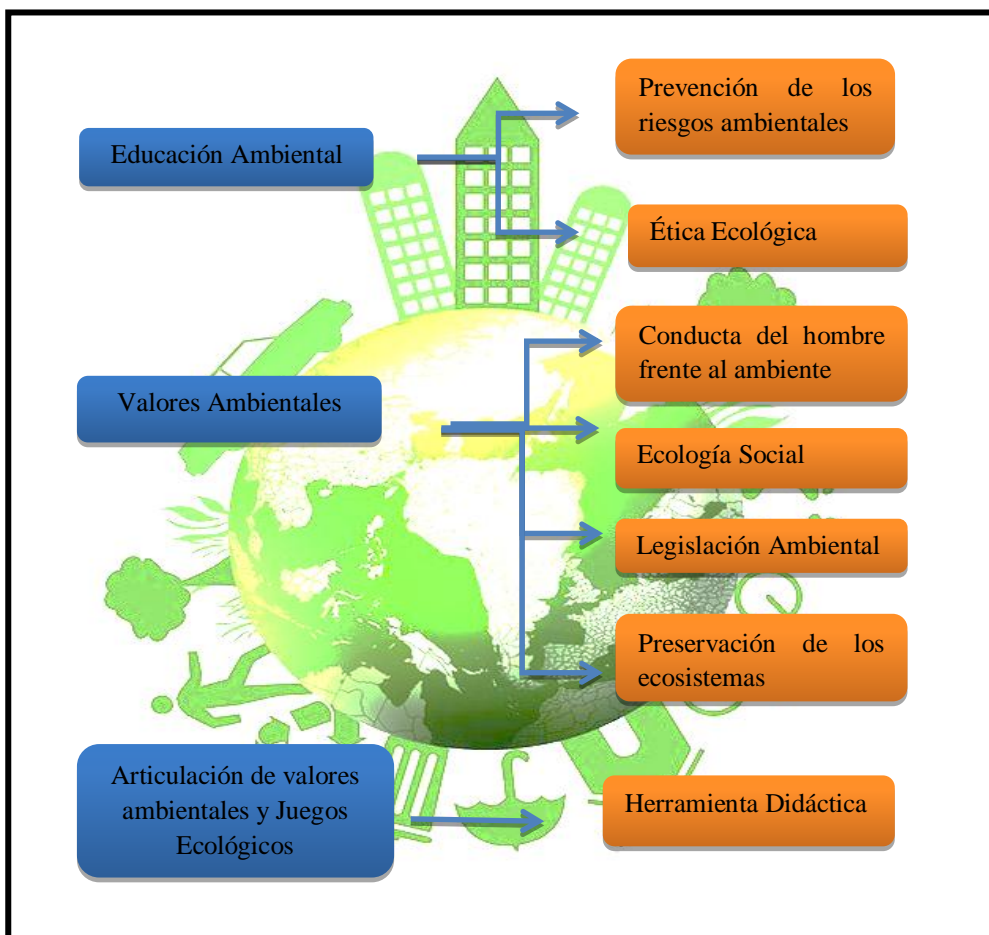 Educación Ambiental
Prevención de los
riesgos ambientales
Ética Ecológica
Valores Ambientales
Conducta del hombre
frente al ambiente
Ecología Social
Legislación Ambiental
Preservación de los
ecosistemas
Articulación de valores
ambientales y Juegos
Ecológicos
Herramienta Didáctica